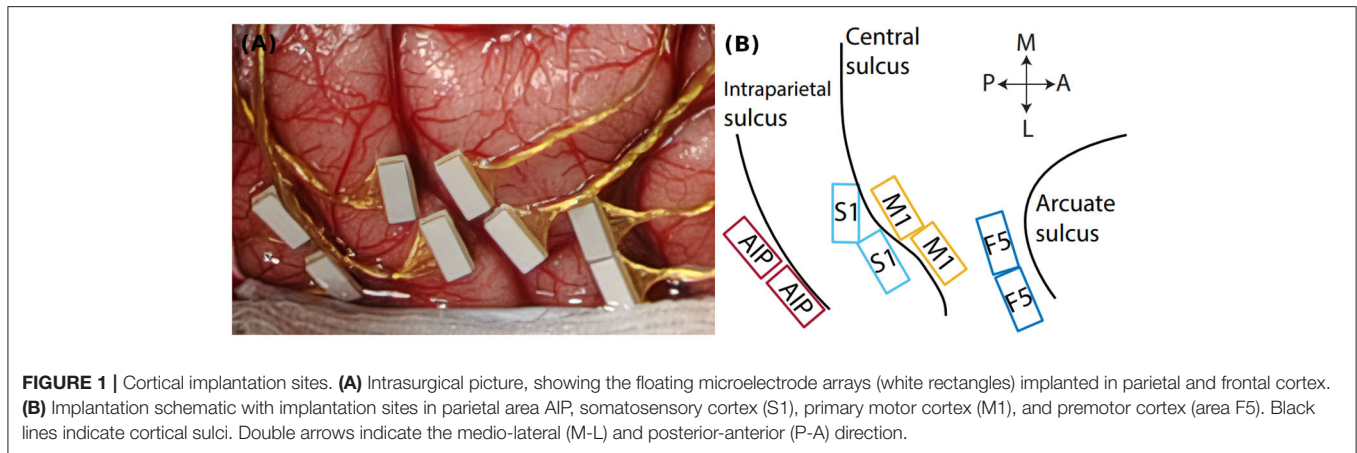 (A)
(B)
Central
sulcus
Intraparietal
sulcus
M
P A
L
Arcuate
sulcus
S1
M1
S1
M1
F5
F5
AIP
AIP
FIGURE 1 | Cortical implantation sites. (A) Intrasurgical picture, showing the floating microelectrode arrays (white rectangles) implanted in parietal and frontal cortex.
(B) Implantation schematic with implantation sites in parietal area AIP, somatosensory cortex (S1), primary motor cortex (M1), and premotor cortex (area F5). Black
lines indicate cortical sulci. Double arrows indicate the medio-lateral (M-L) and posterior-anterior (P-A) direction.